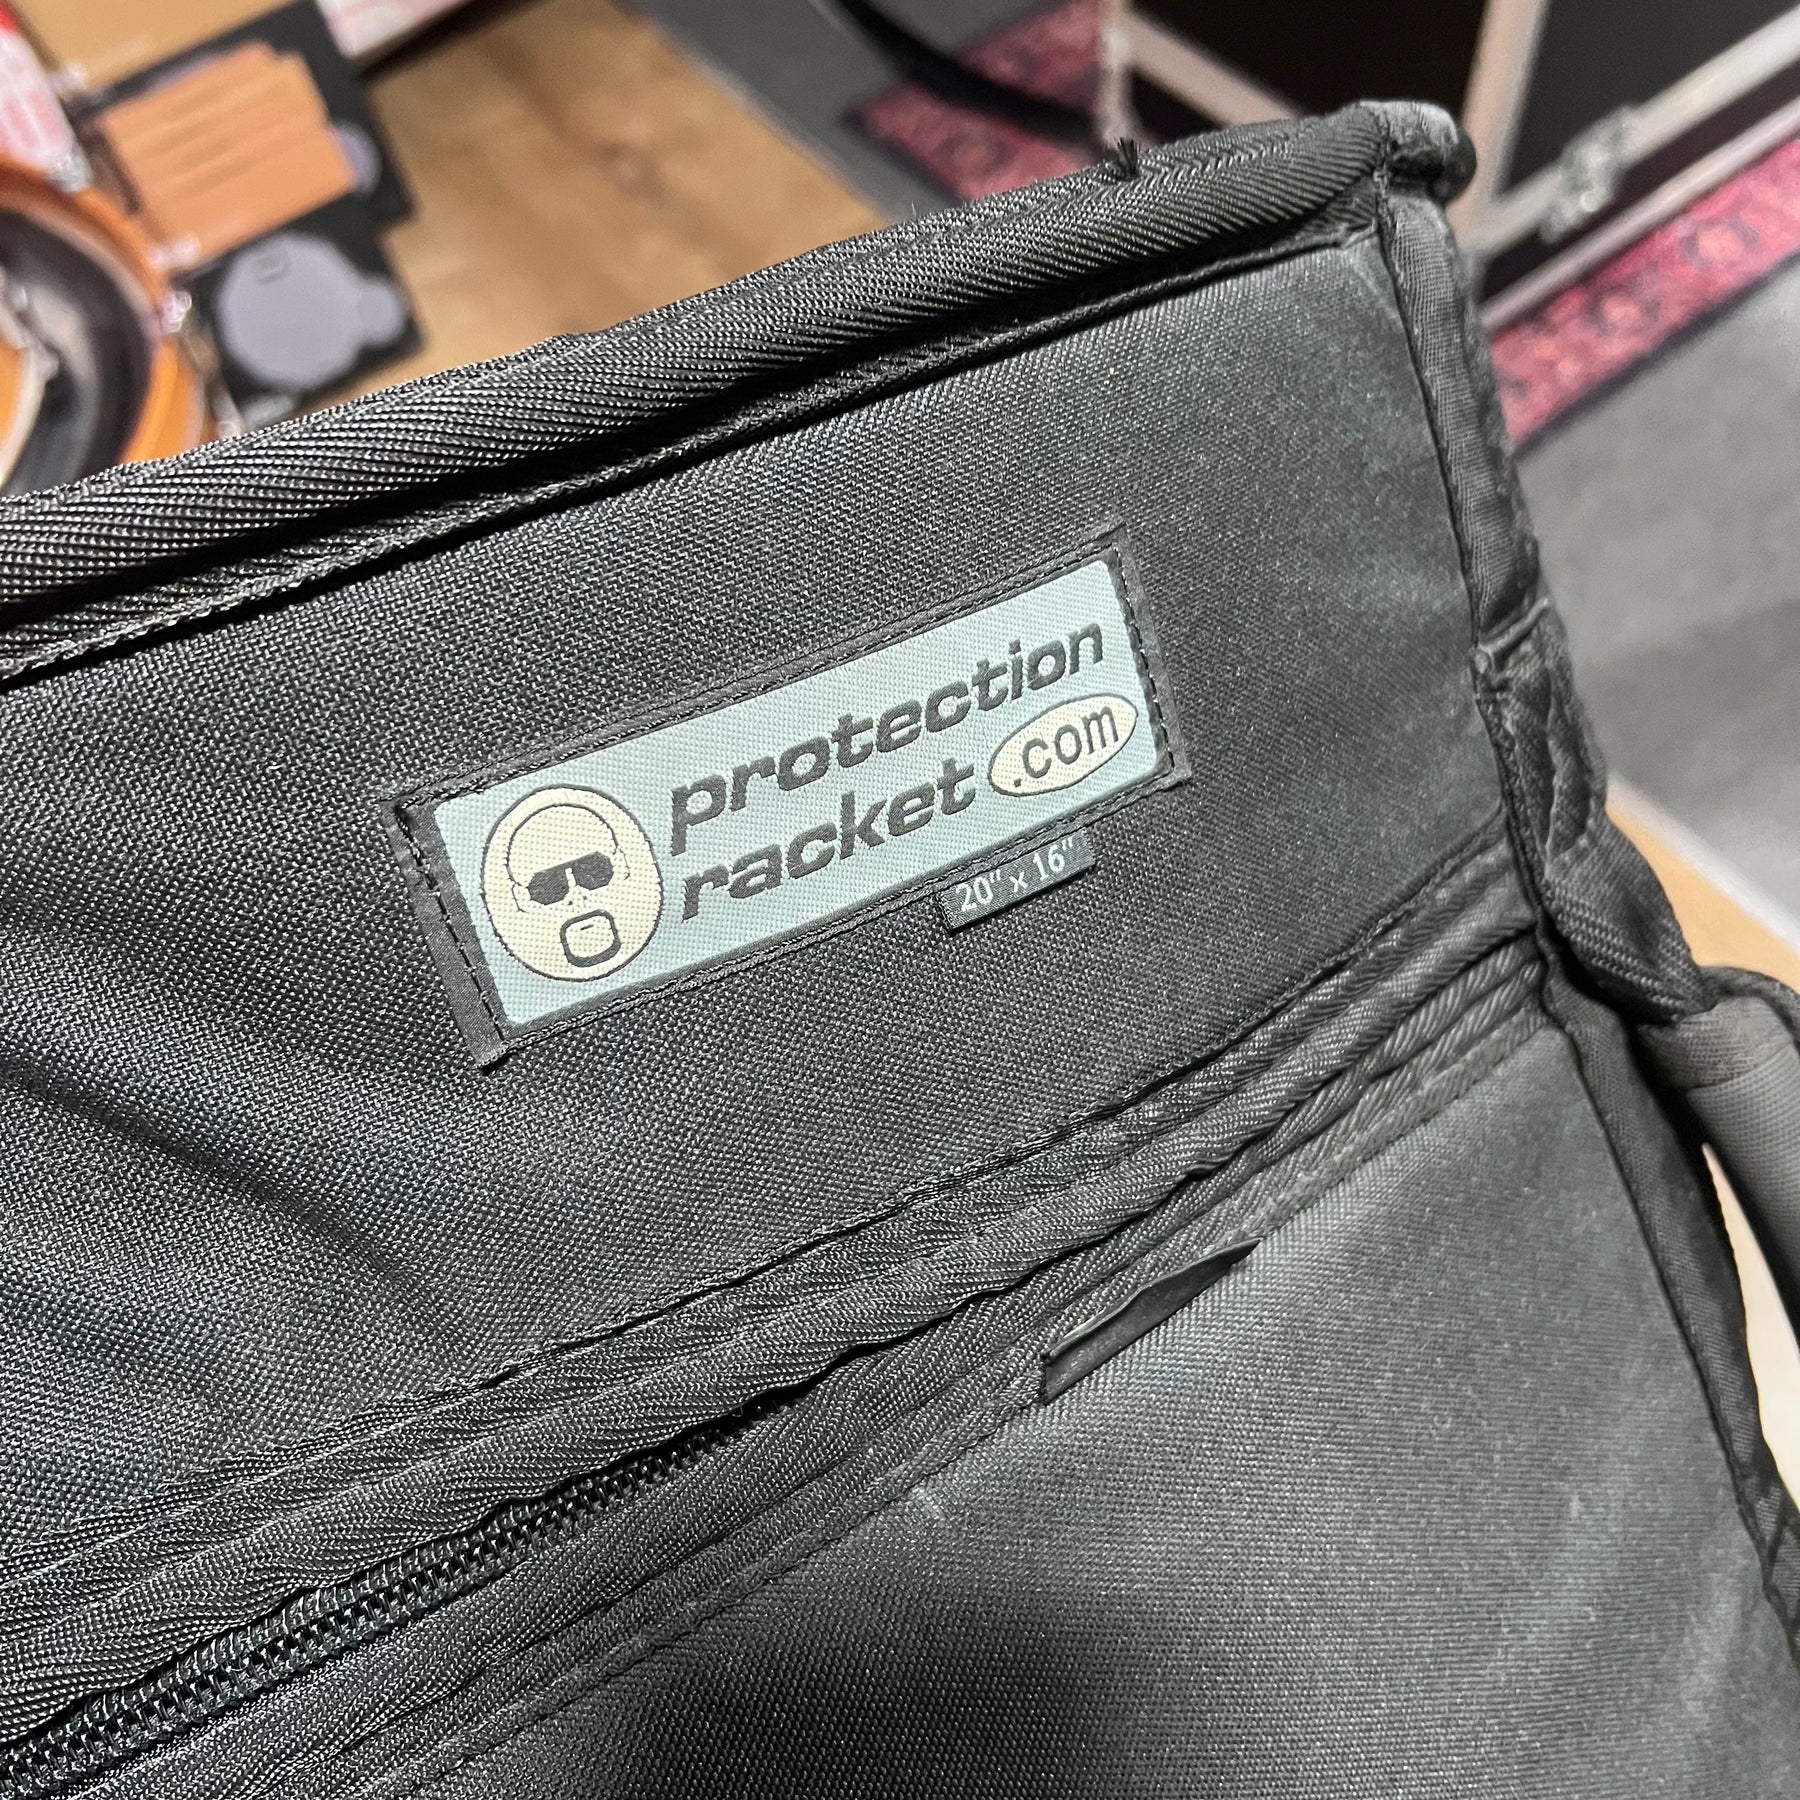 protection
racket .com
20" x 16"